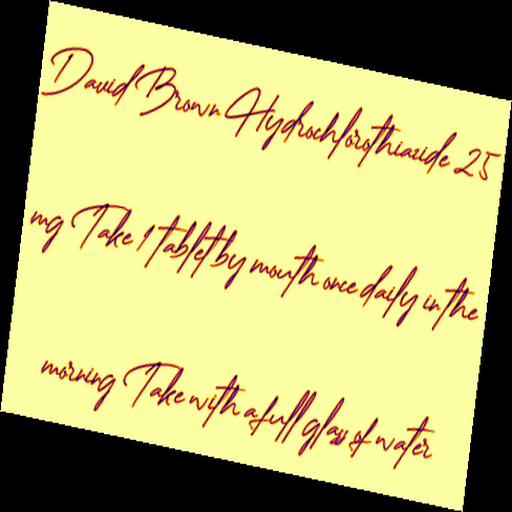 David Brown Hydrochlorothiazide 25
mg Take 1 tablet by mouth once daily in the
morning Take with a full glass of water